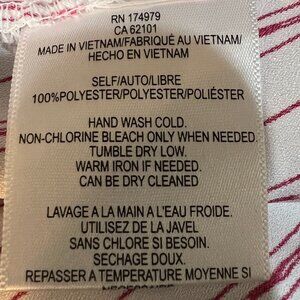 RN 174979
CA 62101
MADE IN VIETNAM/FABRIQUÉ AU VIETNAM/
HECHO EN VIETNAM
SELF/AUTO/LIBRE
100%POLYESTER/POLYESTER/POLIÉSTER
HAND WASH COLD.
NON-CHLORINE BLEACH ONLY WHEN NEEDED.
TUMBLE DRY LOW.
WARM IRON IF NEEDED.
CAN BE DRY CLEANED
LAVAGE A LA MAIN A L'EAU FROIDE.
UTILISEZ DE LA JAVEL
SANS CHLORE SI BESOIN.
SECHAGE DOUX.
REPASSER A TEMPERATURE MOYENNE SI
NECESSAIRE